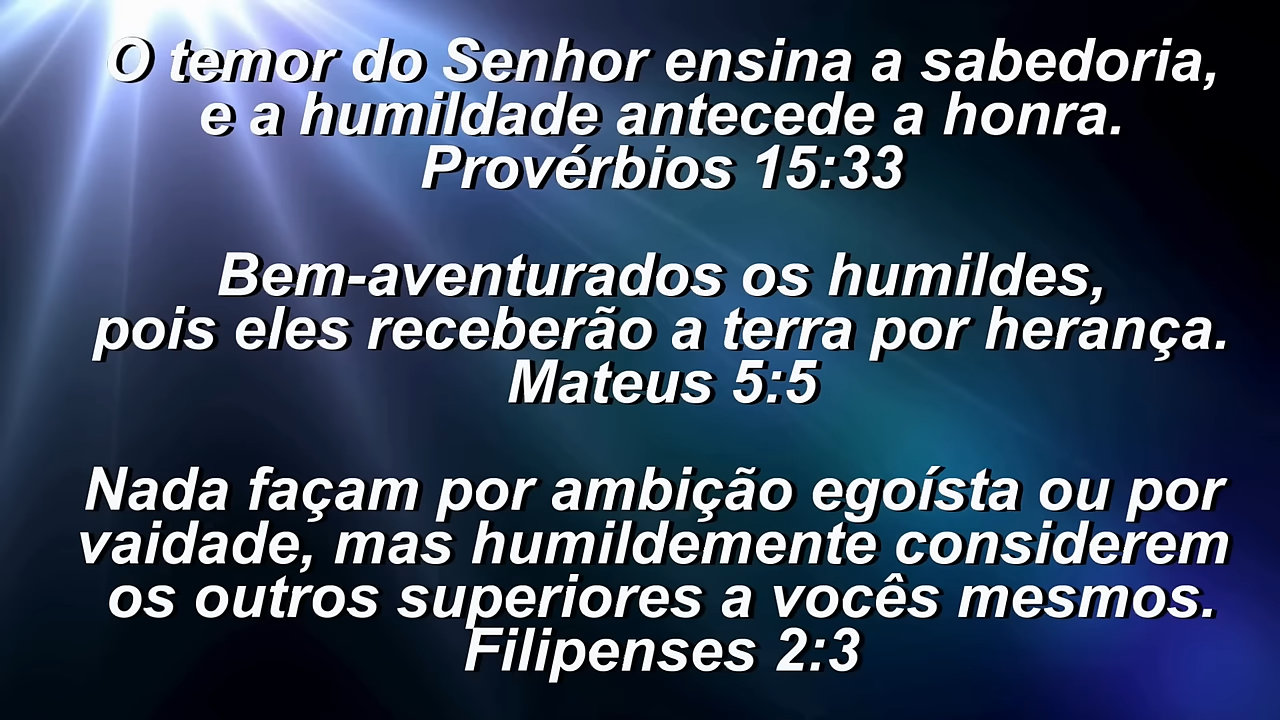 O temor do Senhor ensina a sabedoria,
e a humildade antecede a honra.
Provérbios 15:33
Bem-aventurados os humildes,
pois eles receberão a terra por herança.
Mateus 5:5
Nada façam por ambição egoísta ou por
vaidade, mas humildemente considerem
os outros superiores a vocês mesmos.
Filipenses 2:3